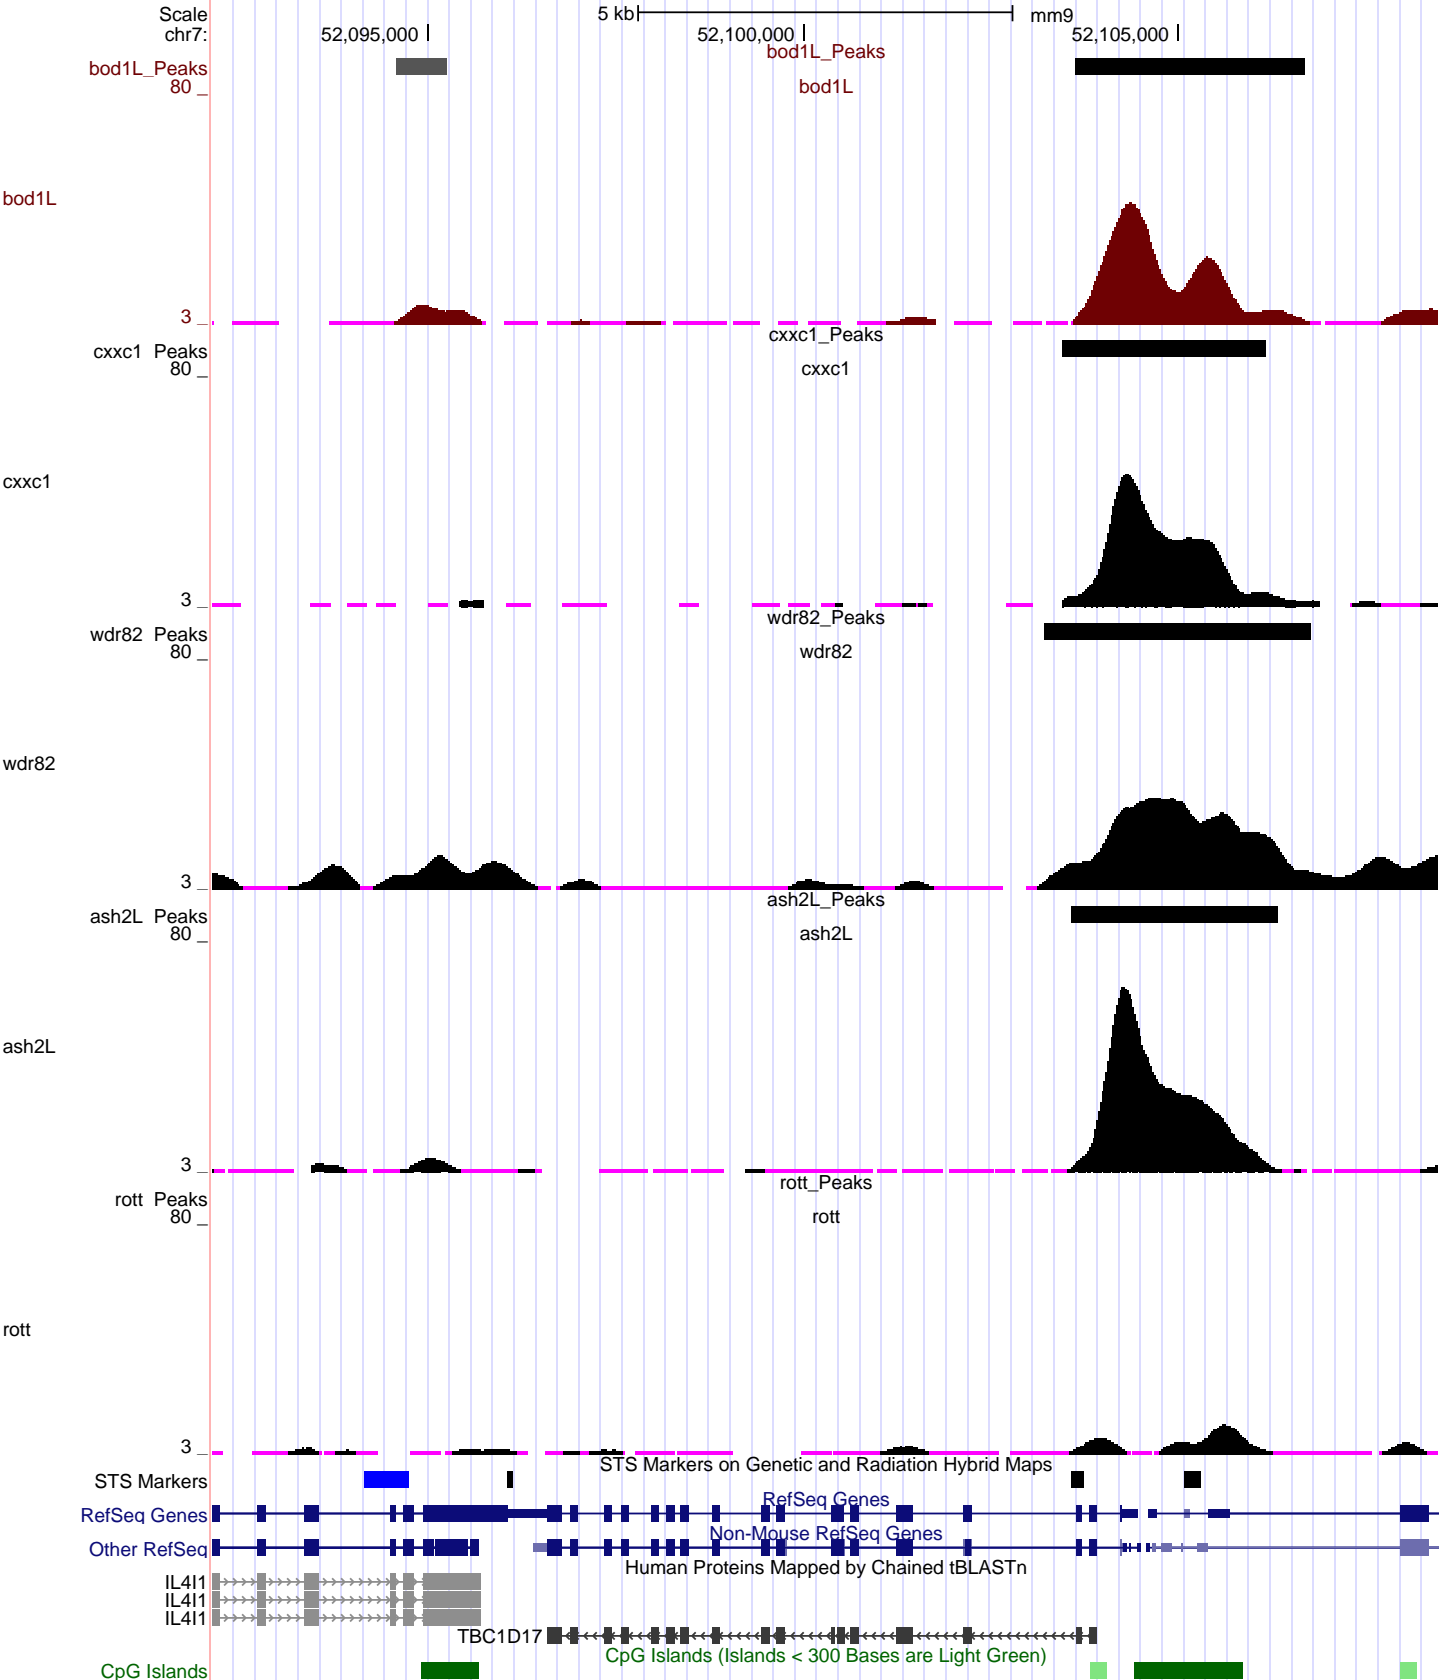 Scale 5 kb mm9
chr7: 52,095,000 52,100,000 52,105,000
bod1L_Peaks
bod1L_Peaks
80 _
bod1L
bod1L
3 _
cxxc1_Peaks
cxxc1 Peaks
80 _
cxxc1
cxxc1
3 _
wdr82_Peaks
wdr82 Peaks
80 _
wdr82
wdr82
3 _
ash2L_Peaks
ash2L Peaks
80 _
ash2L
ash2L
3 _
rott_Peaks
rott Peaks
80 _
rott
rott
3 _
STS Markers on Genetic and Radiation Hybrid Maps
STS Markers
RefSeq Genes
RefSeq Genes
Non-Mouse RefSeq Genes
Other RefSeq
Human Proteins Mapped by Chained tBLASTn
IL4I1
IL4I1
IL4I1
TBC1D17
CpG Islands (Islands < 300 Bases are Light Green)
CpG Islands